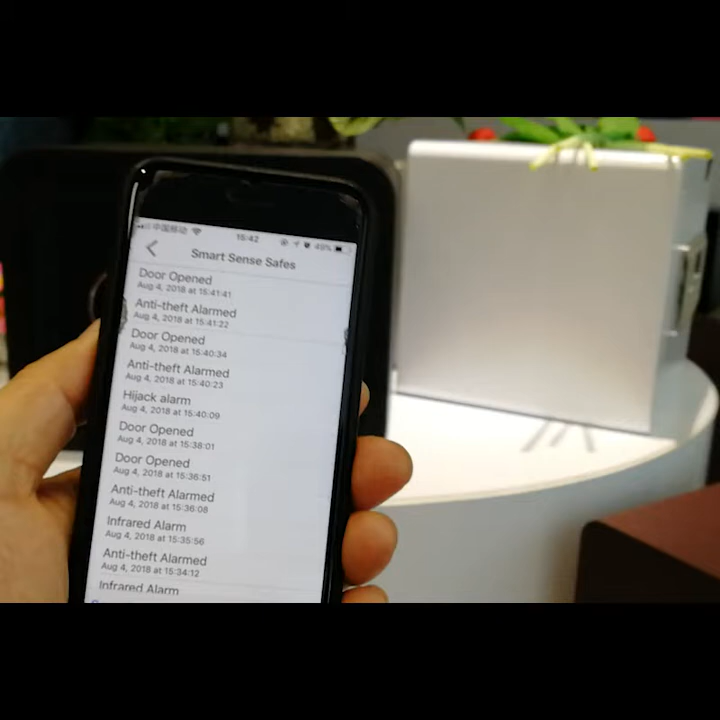 中国移动 15:42 49%
Smart Sense Safes
Door Opened
Aug 4, 2018 at 15:41:41
Anti-theft Alarmed
Aug 4, 2018 at 15:41:22
Door Opened
Aug 4, 2018 at 15:40:34
Anti-theft Alarmed
Aug 4, 2018 at 15:40:23
Hijack alarm
Aug 4, 2018 at 15:40:09
Door Opened
Aug 4, 2018 at 15:38:01
Door Opened
Aug 4, 2018 at 15:36:51
Anti-theft Alarmed
Aug 4, 2018 at 15:36:08
Infrared Alarm
Aug 4, 2018 at 15:35:56
Anti-theft Alarmed
Aug 4, 2018 at 15:34:12
Infrared Alarm